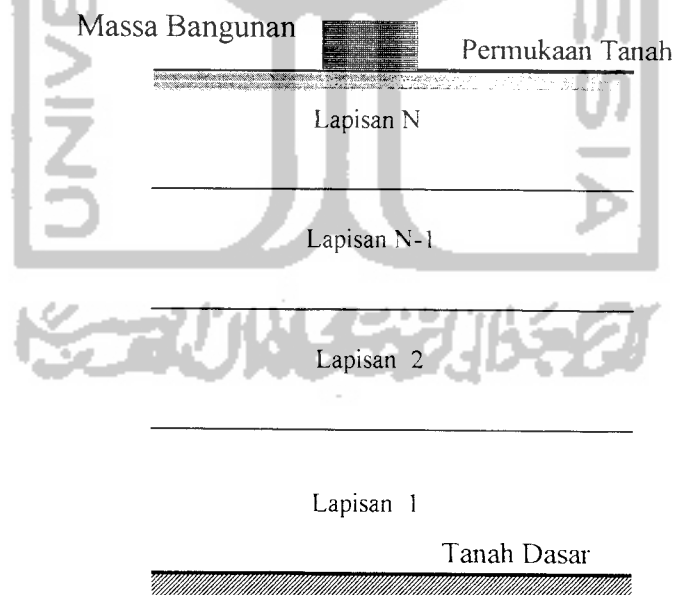 Massa Bangunan
Permukaan Tanah
Lapisan N
Lapisan N-1
Lapisan 2
Lapisan 1
Tanah Dasar